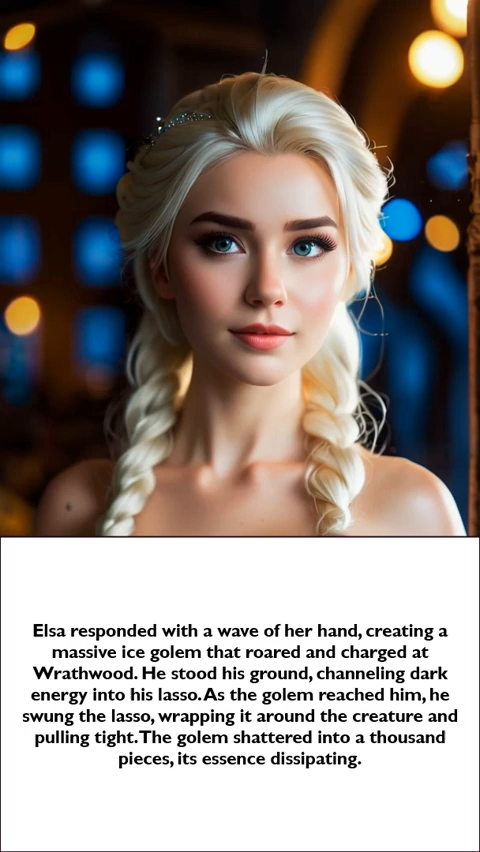 Elsa responded with a wave of her hand, creating a
massive ice golem that roared and charged at
Wrathwood. He stood his ground, channeling dark
energy into his lasso. As the golem reached him, he
swung the lasso, wrapping it around the creature and
pulling tight. The golem shattered into a thousand
pieces, its essence dissipating.